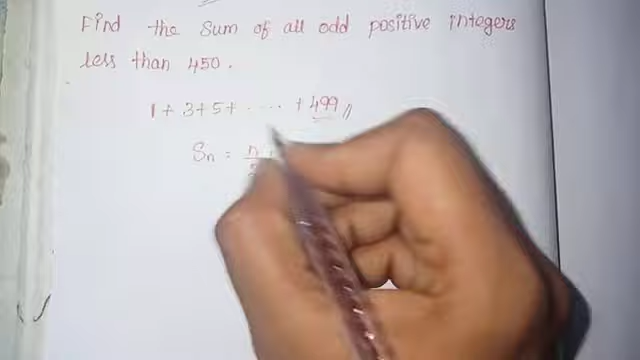 Find the Sum of all odd positive integers
less than 450.
1 + 3 + 5 + ...... + 499 //
Sn = n